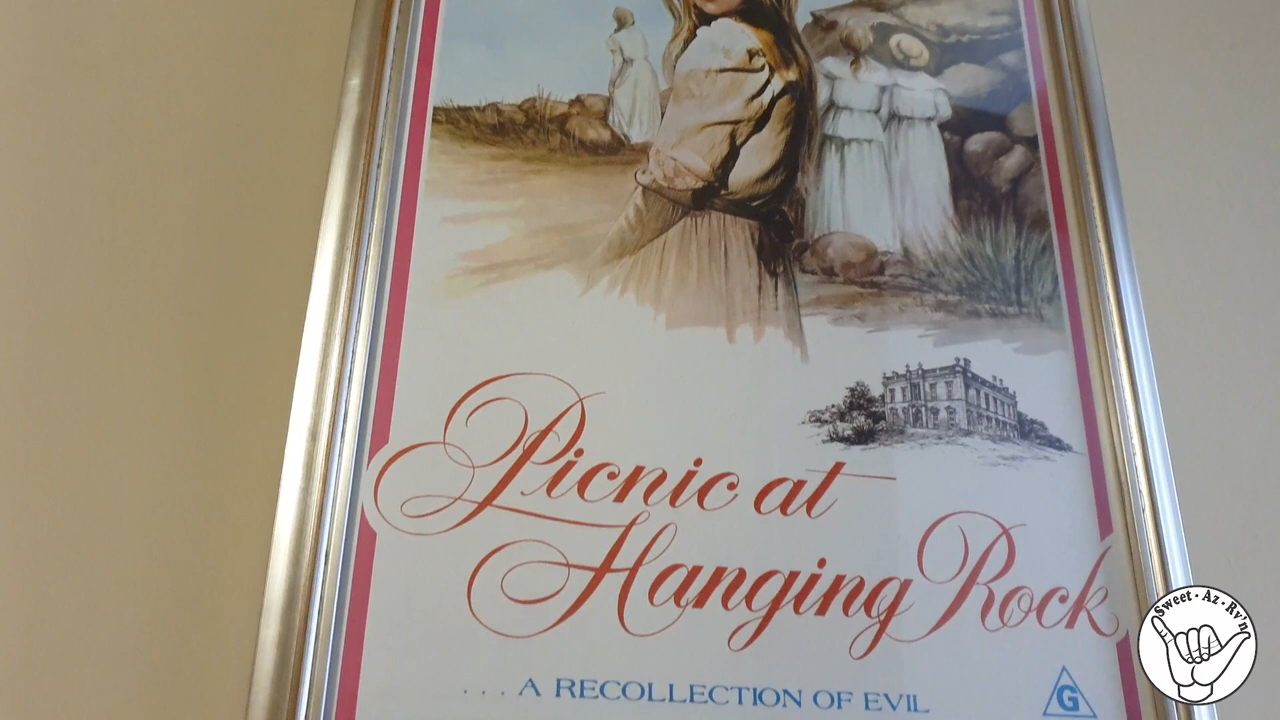 Picnic at
Hanging Rock
....A RECOLLECTION OF EVIL
G
Sweet • Az • Rv'n